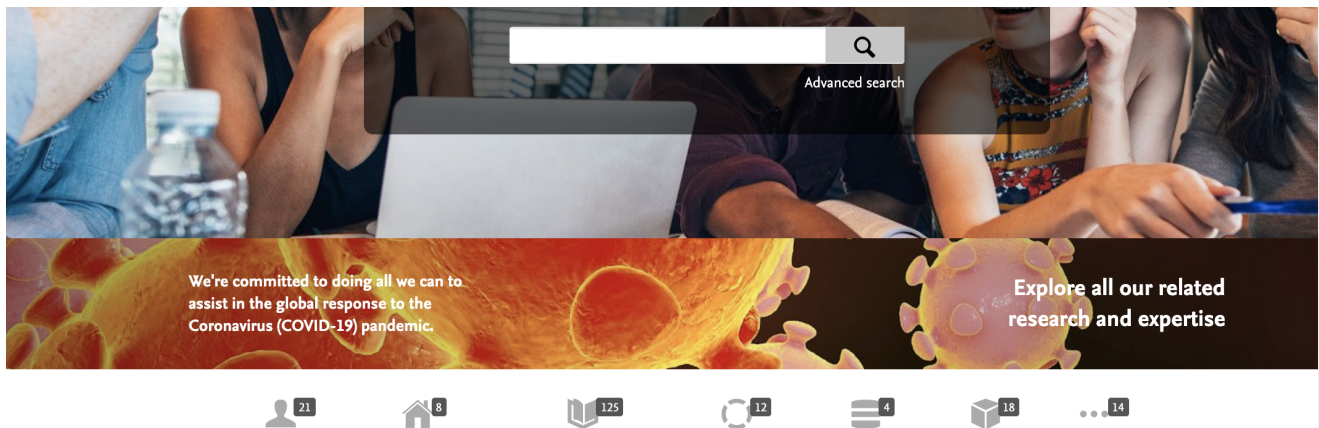 Advanced search
We're committed to doing all we can to
assist in the global response to the
Coronavirus (COVID-19) pandemic.
Explore all our related
research and expertise
21 8 125 12 4 18 14